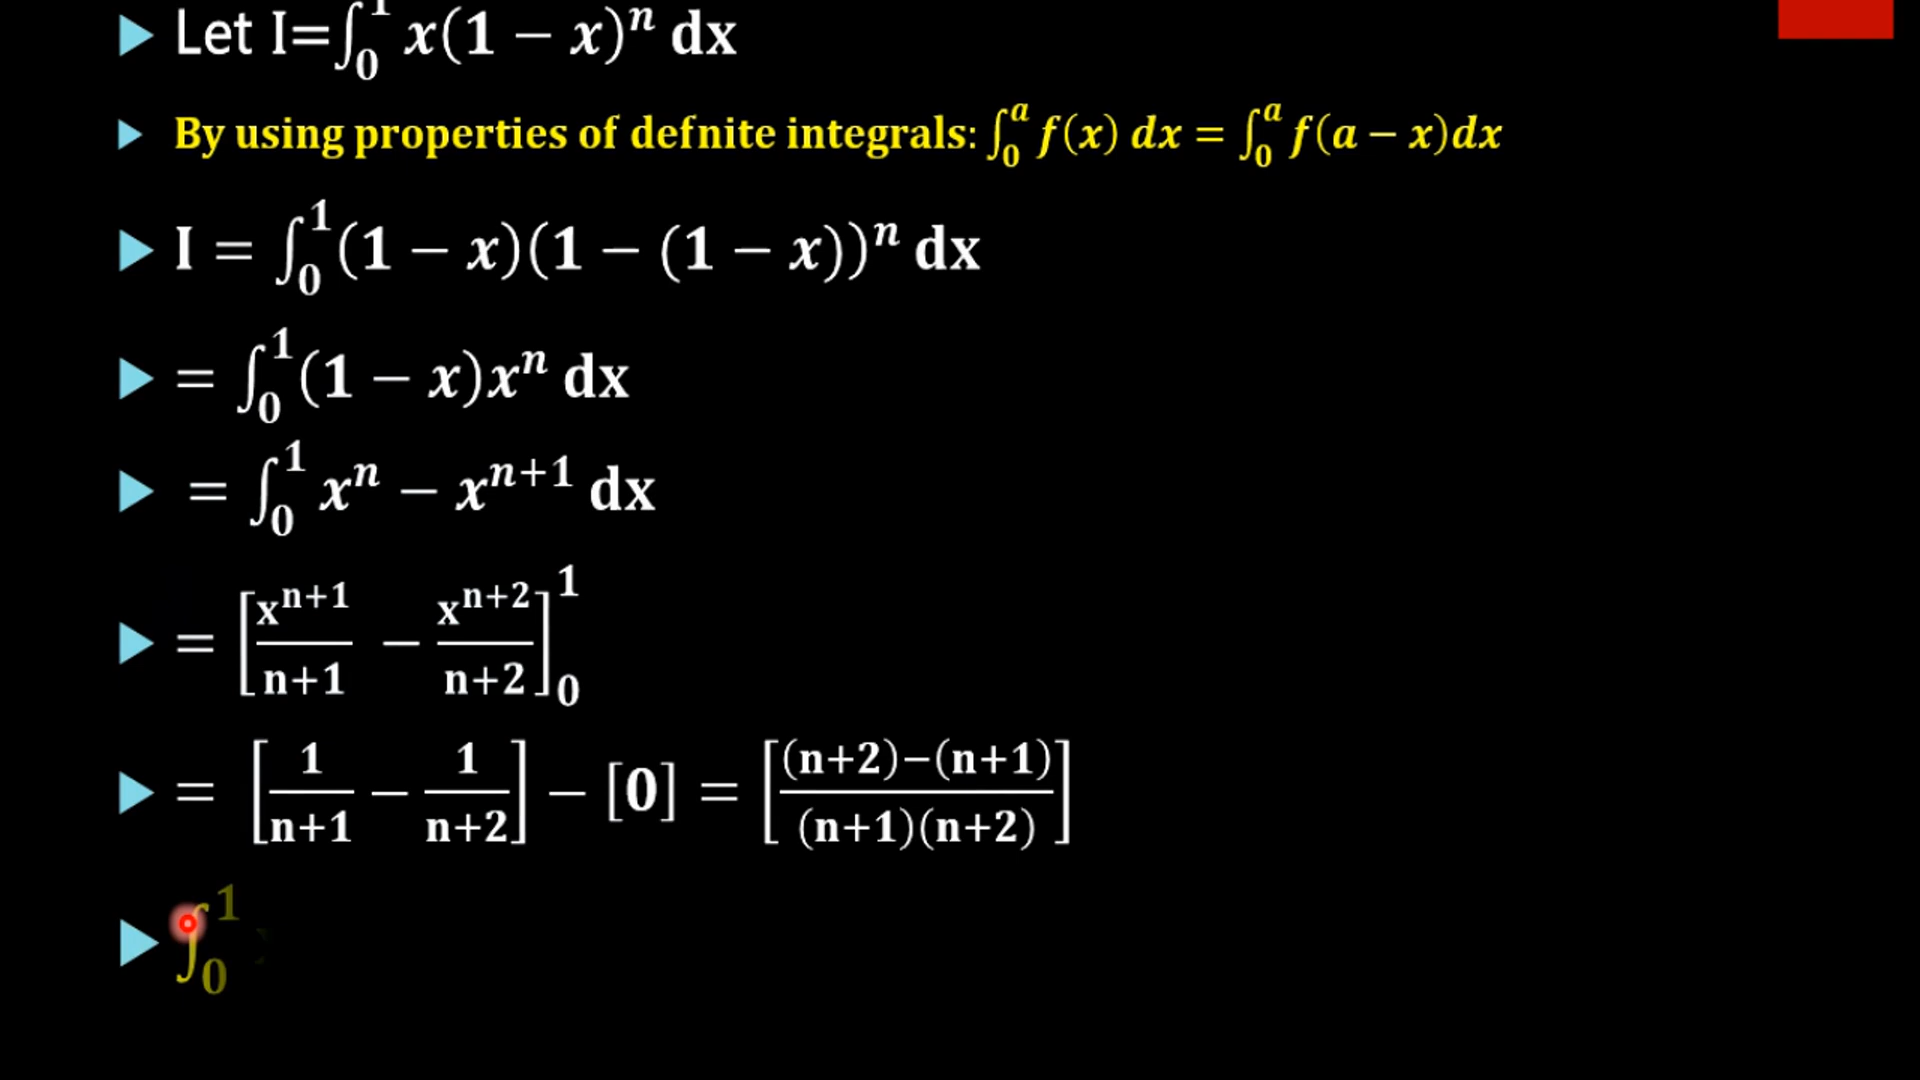 Let I=∫₀¹ x(1 − x)ⁿ dx
By using properties of defnite integrals: ∫₀ᵃ f(x) dx = ∫₀ᵃ f(a − x)dx
I = ∫₀¹ (1 − x)(1 − (1 − x))ⁿ dx
= ∫₀¹ (1 − x)xⁿ dx
= ∫₀¹ xⁿ − xⁿ⁺¹ dx
= [xⁿ⁺¹/n+1 − xⁿ⁺²/n+2]₀¹
= [1/n+1 − 1/n+2] − [0] = [(n+2)−(n+1)/(n+1)(n+2)]
∫₀¹